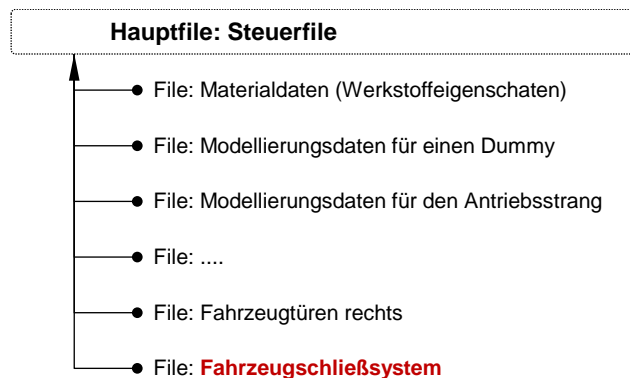 Hauptfile: Steuerfile
File: Materialdaten (Werkstoffeigenschaten)
File: Modellierungsdaten für einen Dummy
File: Modellierungsdaten für den Antriebsstrang
File: ....
File: Fahrzeugtüren rechts
File: Fahrzeugschließsystem